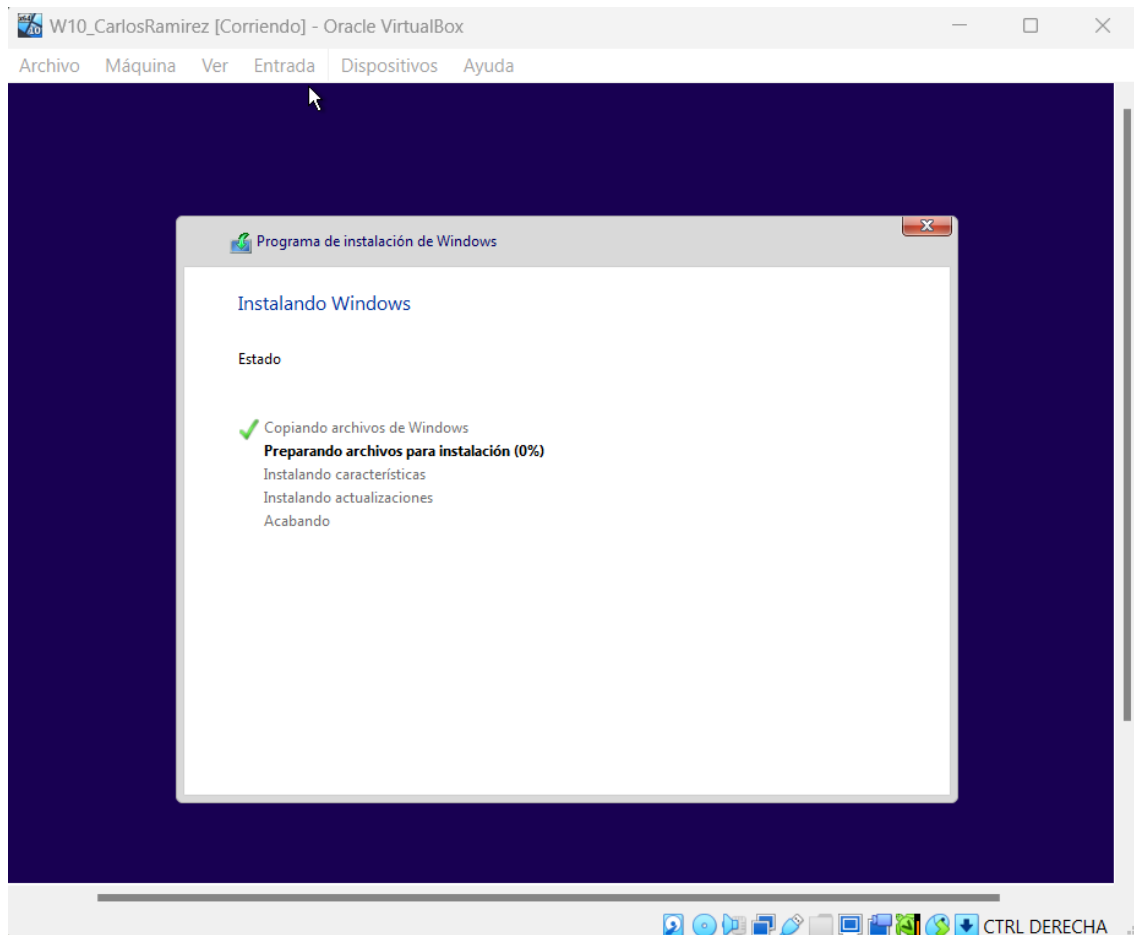 W10_CarlosRamirez [Corriendo] - Oracle VirtualBox
Archivo Máquina Ver Entrada Dispositivos Ayuda
Programa de instalación de Windows
Instalando Windows
Estado
Copiando archivos de Windows
Preparando archivos para instalación (0%)
Instalando características
Instalando actualizaciones
Acabando
CTRL DERECHA